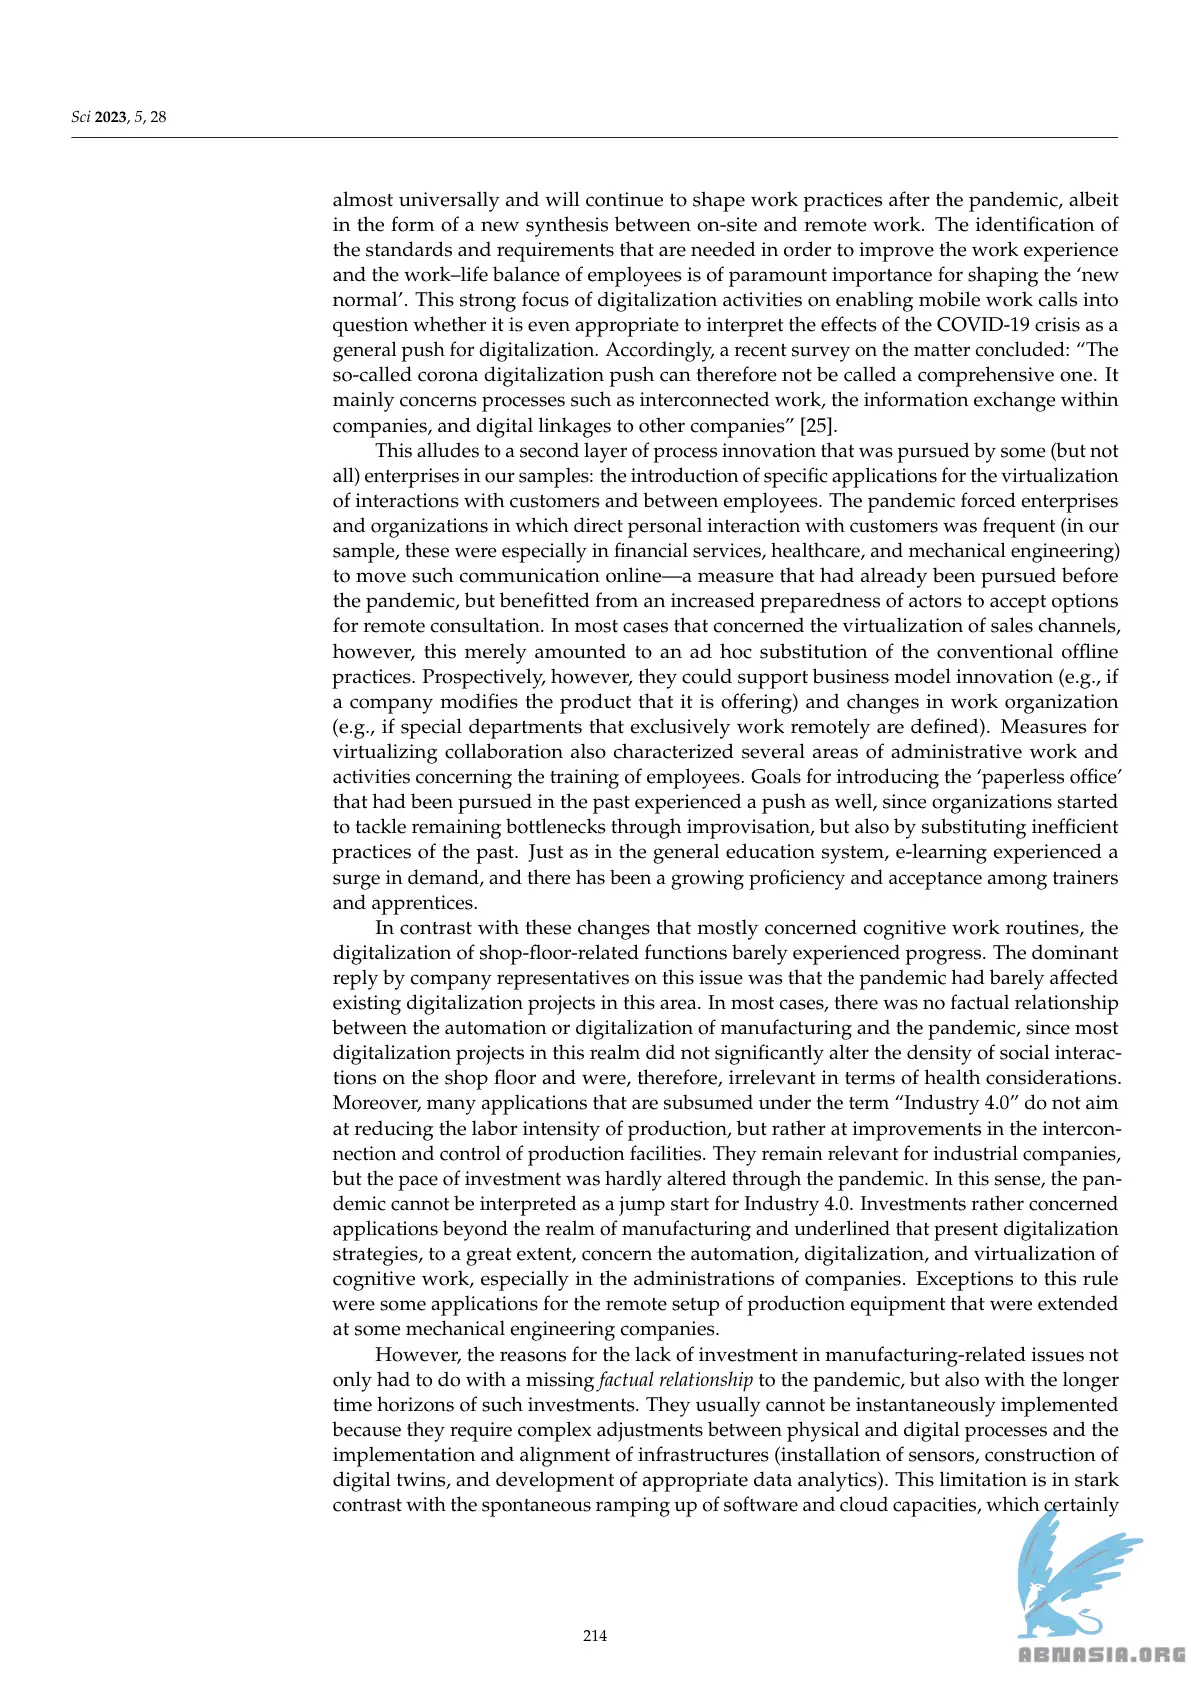 Sci 2023, 5, 28
almost universally and will continue to shape work practices after the pandemic, albeit
in the form of a new synthesis between on-site and remote work. The identification of
the standards and requirements that are needed in order to improve the work experience
and the work–life balance of employees is of paramount importance for shaping the ‘new
normal’. This strong focus of digitalization activities on enabling mobile work calls into
question whether it is even appropriate to interpret the effects of the COVID-19 crisis as a
general push for digitalization. Accordingly, a recent survey on the matter concluded: “The
so-called corona digitalization push can therefore not be called a comprehensive one. It
mainly concerns processes such as interconnected work, the information exchange within
companies, and digital linkages to other companies” [25].
This alludes to a second layer of process innovation that was pursued by some (but not
all) enterprises in our samples: the introduction of specific applications for the virtualization
of interactions with customers and between employees. The pandemic forced enterprises
and organizations in which direct personal interaction with customers was frequent (in our
sample, these were especially in financial services, healthcare, and mechanical engineering)
to move such communication online—a measure that had already been pursued before
the pandemic, but benefitted from an increased preparedness of actors to accept options
for remote consultation. In most cases that concerned the virtualization of sales channels,
however, this merely amounted to an ad hoc substitution of the conventional offline
practices. Prospectively, however, they could support business model innovation (e.g., if
a company modifies the product that it is offering) and changes in work organization
(e.g., if special departments that exclusively work remotely are defined). Measures for
virtualizing collaboration also characterized several areas of administrative work and
activities concerning the training of employees. Goals for introducing the ‘paperless office’
that had been pursued in the past experienced a push as well, since organizations started
to tackle remaining bottlenecks through improvisation, but also by substituting inefficient
practices of the past. Just as in the general education system, e-learning experienced a
surge in demand, and there has been a growing proficiency and acceptance among trainers
and apprentices.
In contrast with these changes that mostly concerned cognitive work routines, the
digitalization of shop-floor-related functions barely experienced progress. The dominant
reply by company representatives on this issue was that the pandemic had barely affected
existing digitalization projects in this area. In most cases, there was no factual relationship
between the automation or digitalization of manufacturing and the pandemic, since most
digitalization projects in this realm did not significantly alter the density of social interac-
tions on the shop floor and were, therefore, irrelevant in terms of health considerations.
Moreover, many applications that are subsumed under the term “Industry 4.0” do not aim
at reducing the labor intensity of production, but rather at improvements in the intercon-
nection and control of production facilities. They remain relevant for industrial companies,
but the pace of investment was hardly altered through the pandemic. In this sense, the pan-
demic cannot be interpreted as a jump start for Industry 4.0. Investments rather concerned
applications beyond the realm of manufacturing and underlined that present digitalization
strategies, to a great extent, concern the automation, digitalization, and virtualization of
cognitive work, especially in the administrations of companies. Exceptions to this rule
were some applications for the remote setup of production equipment that were extended
at some mechanical engineering companies.
However, the reasons for the lack of investment in manufacturing-related issues not
only had to do with a missing factual relationship to the pandemic, but also with the longer
time horizons of such investments. They usually cannot be instantaneously implemented
because they require complex adjustments between physical and digital processes and the
implementation and alignment of infrastructures (installation of sensors, construction of
digital twins, and development of appropriate data analytics). This limitation is in stark
contrast with the spontaneous ramping up of software and cloud capacities, which certainly
214
ABNASIA.ORG